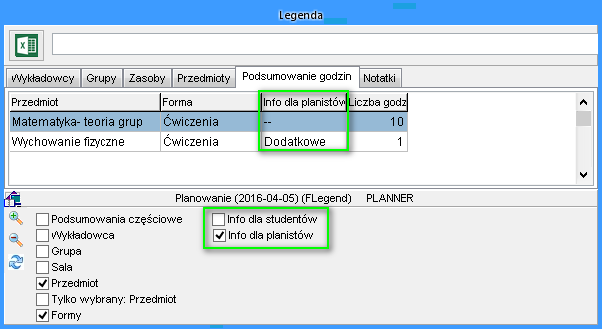 Legenda
Wykładowcy Grupy Zasoby Przedmioty Podsumowanie godzin Notatki
Przedmiot Forma Info dla planistów Liczba godz
Matematyka- teoria grup Ćwiczenia -- 10
Wychowanie fizyczne Ćwiczenia Dodatkowe 1
Planowanie (2016-04-05) (FLegend) PLANNER
Podsumowania częściowe Info dla studentów
Wykładowca Info dla planistów
Grupa
Sala
Przedmiot
Tylko wybrany: Przedmiot
Formy